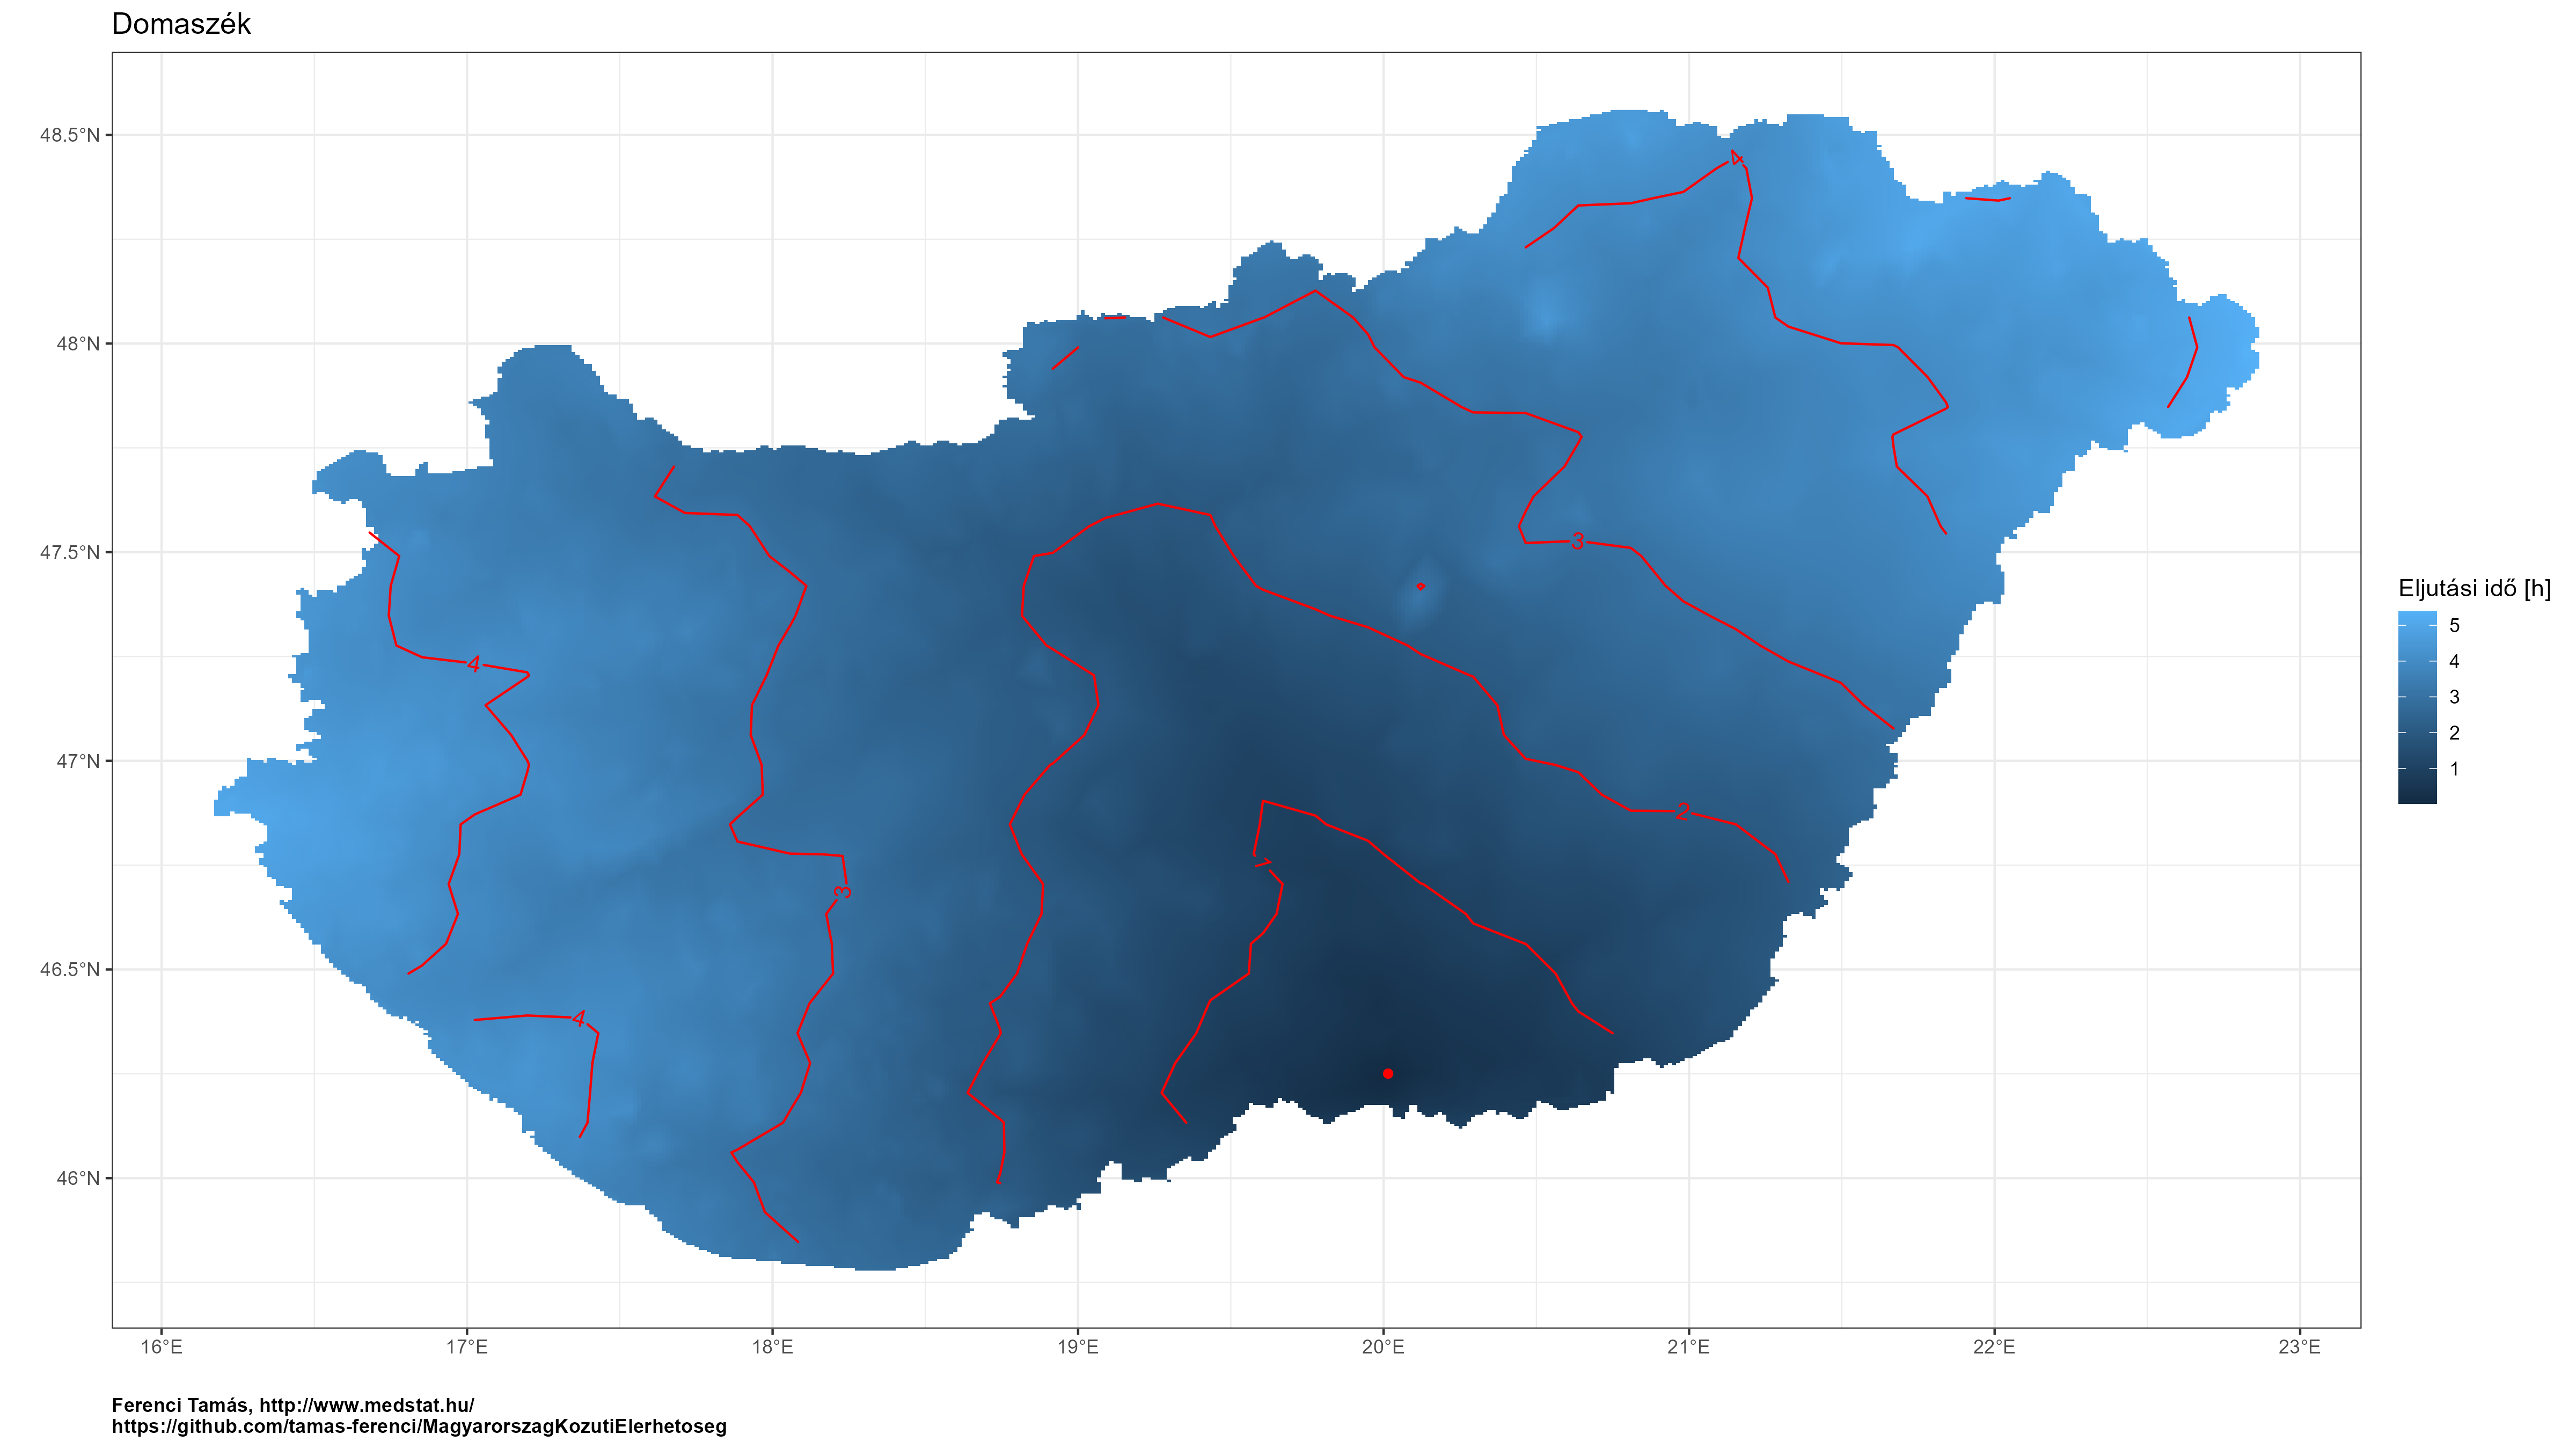 Domaszék
48.5°N
48°N
47.5°N
47°N
46.5°N
46°N
16°E
17°E
18°E
19°E
20°E
21°E
22°E
23°E
4
4
4
3
3
2
1
Eljutási idő [h]
5
4
3
2
1
Ferenci Tamás, http://www.medstat.hu/
https://github.com/tamas-ferenci/MagyarorszagKozutiElerhetoseg